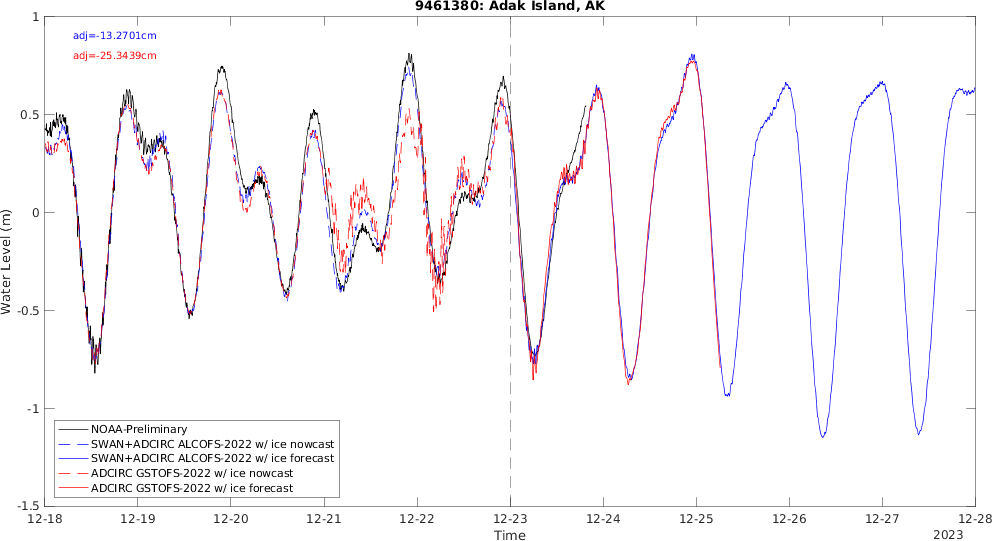 9461380: Adak Island, AK
adj=-13.2701cm
adj=-25.3439cm
Water Level (m)
1
0.5
0
-0.5
-1
-1.5
NOAA-Preliminary
SWAN+ADCIRC ALCOFS-2022 w/ ice nowcast
SWAN+ADCIRC ALCOFS-2022 w/ ice forecast
ADCIRC GSTOFS-2022 w/ ice nowcast
ADCIRC GSTOFS-2022 w/ ice forecast
12-18 12-19 12-20 12-21 12-22 12-23 12-24 12-25 12-26 12-27 12-28
Time
2023